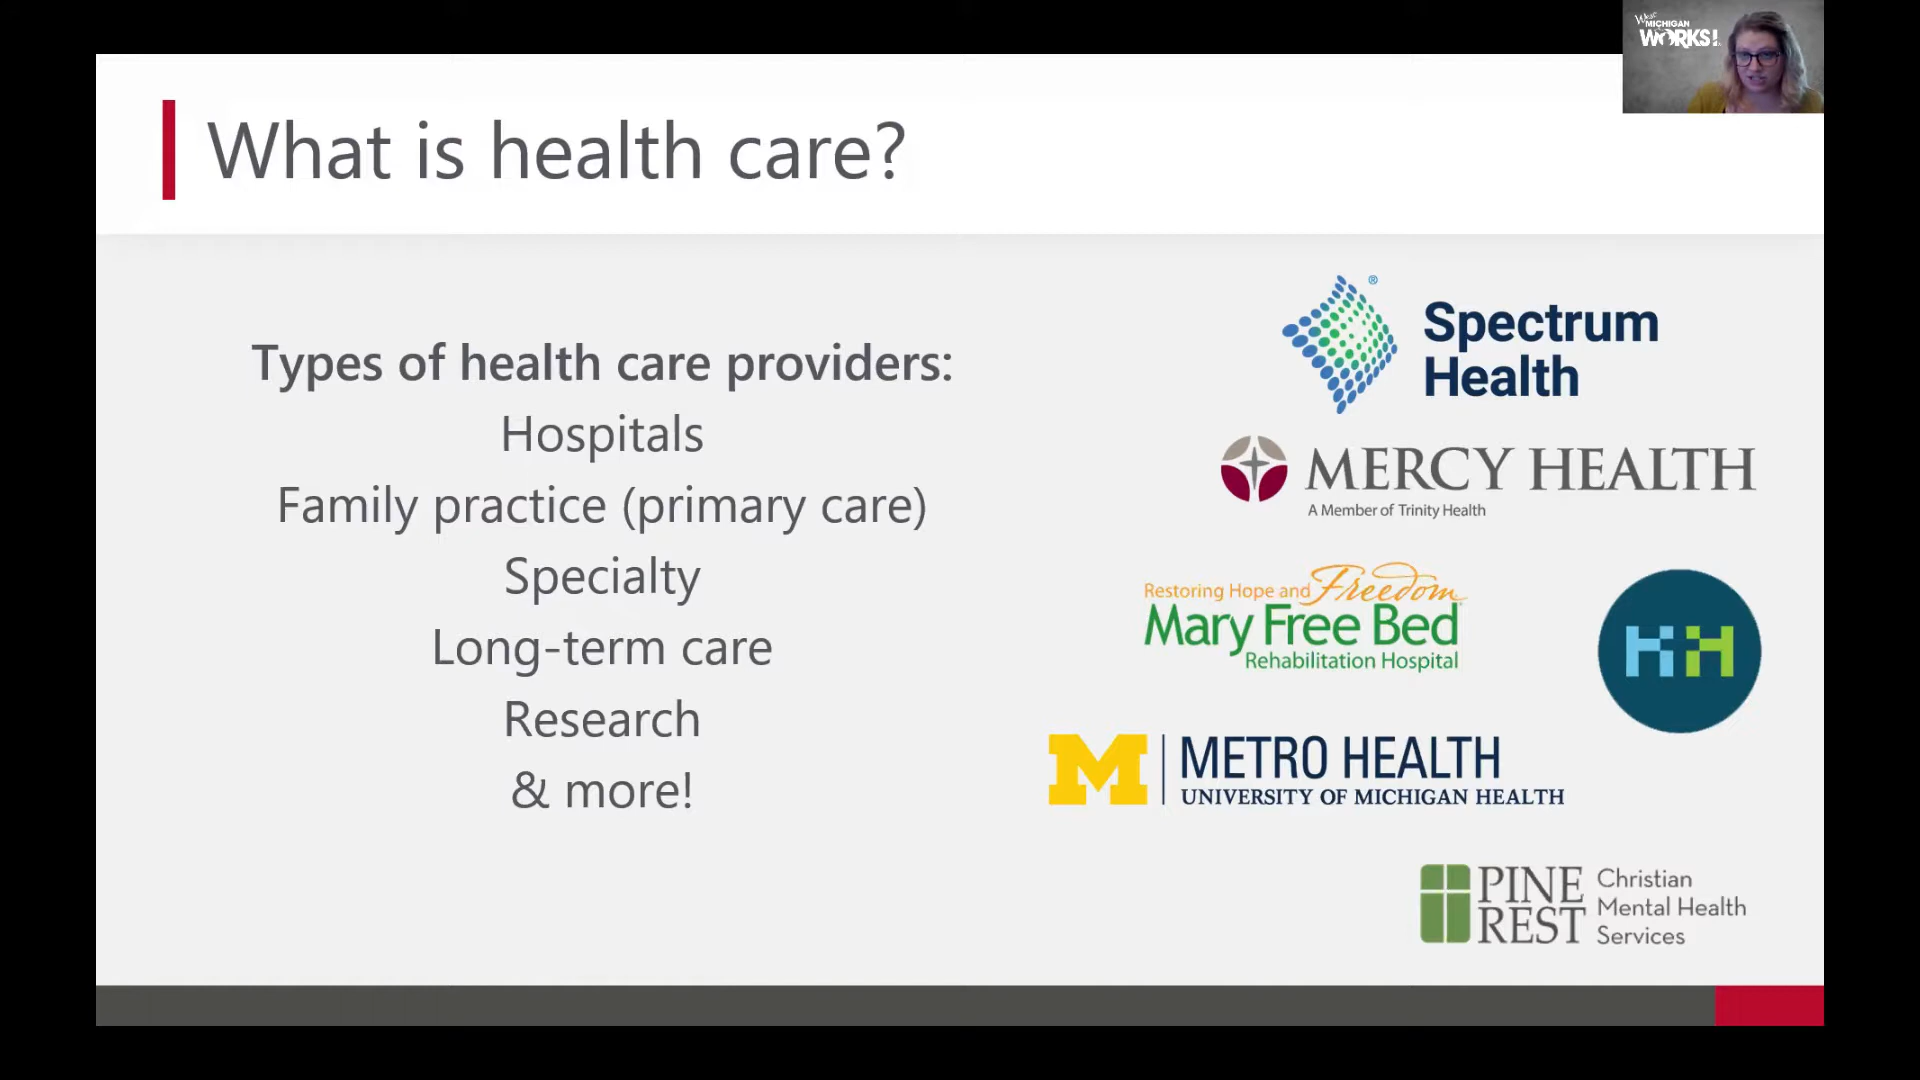 West
MICHIGAN
WORKS!
What is health care?
Types of health care providers:
Hospitals
Family practice (primary care)
Specialty
Long-term care
Research
& more!
®
Spectrum
Health
MERCY HEALTH
A Member of Trinity Health
Restoring Hope and Freedom
Mary Free Bed
Rehabilitation Hospital
HH
M
METRO HEALTH
UNIVERSITY OF MICHIGAN HEALTH
PINE
REST
Christian
Mental Health
Services